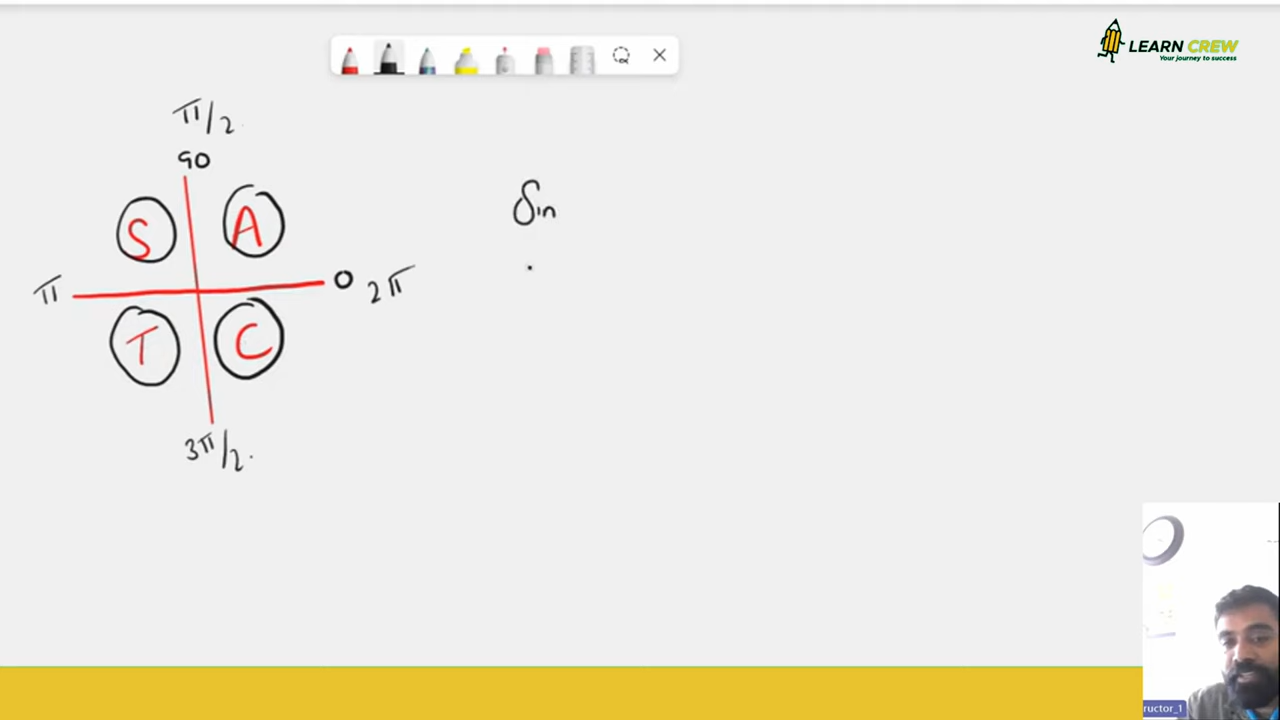 LEARN CREW
Your journey to success
π/2
90
S A
Sin
π
0
2π
T C
3π/2
ructor_1